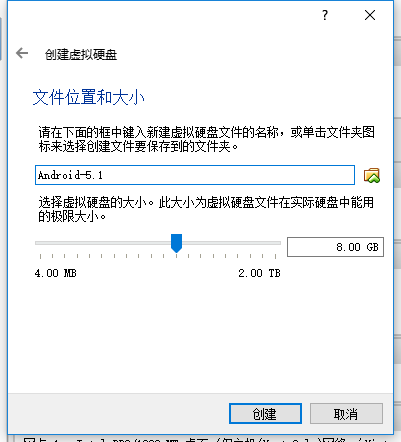 ?
创建虚拟硬盘
文件位置和大小
请在下面的框中键入新建虚拟硬盘文件的名称，或单击文件夹图
标来选择创建文件要保存到的文件夹。
Android-5.1
选择虚拟硬盘的大小。此大小为虚拟硬盘文件在实际硬盘中能用
的极限大小。
8.00 GB
4.00 MB 2.00 TB
创建 取消